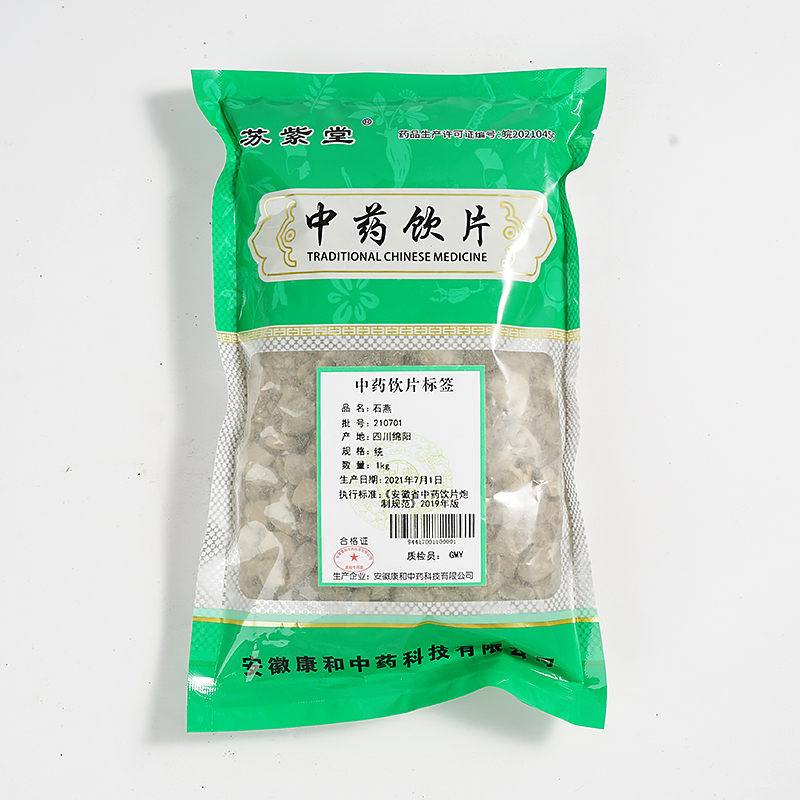 苏紫堂®
药品生产许可证编号:皖2021045
中药饮片
TRADITIONAL CHINESE MEDICINE
中药饮片标签
品 名:石燕
批 号:210701
产 地:四川绵阳
规 格:统
数 量:1kg
生产日期:2021年7月1日
执行标准:《安徽省中药饮片炮
制规范》2019年版
94417001100001
合格证
质检员: GMY
生产企业:安徽康和中药科技有限公司
安徽康和中药科技有限公司